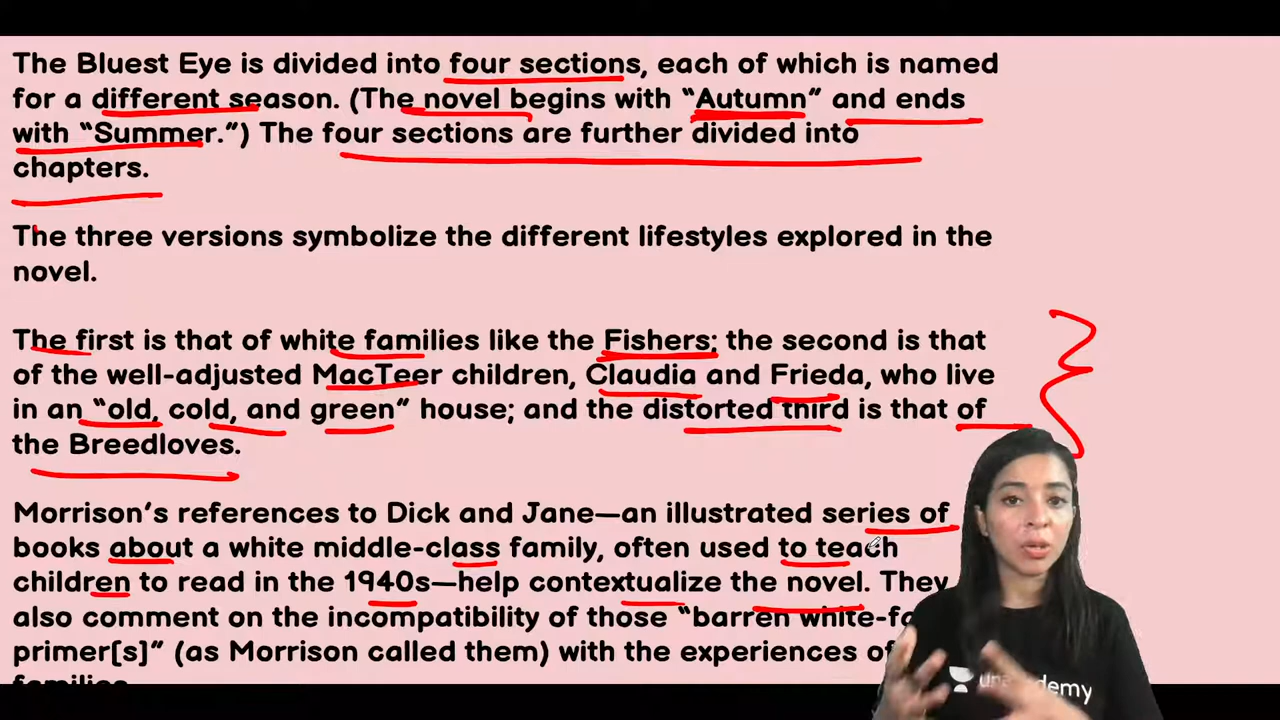 The Bluest Eye is divided into four sections, each of which is named
for a different season. (The novel begins with “Autumn” and ends
with “Summer.”) The four sections are further divided into
chapters.
The three versions symbolize the different lifestyles explored in the
novel.
The first is that of white families like the Fishers; the second is that
of the well-adjusted MacTeer children, Claudia and Frieda, who live
in an “old, cold, and green” house; and the distorted third is that of
the Breedloves.
Morrison’s references to Dick and Jane—an illustrated series of
books about a white middle-class family, often used to teach
children to read in the 1940s—help contextualize the novel. They
also comment on the incompatibility of those “barren
primer[s]” (as Morrison called them) with the experiences of
families.